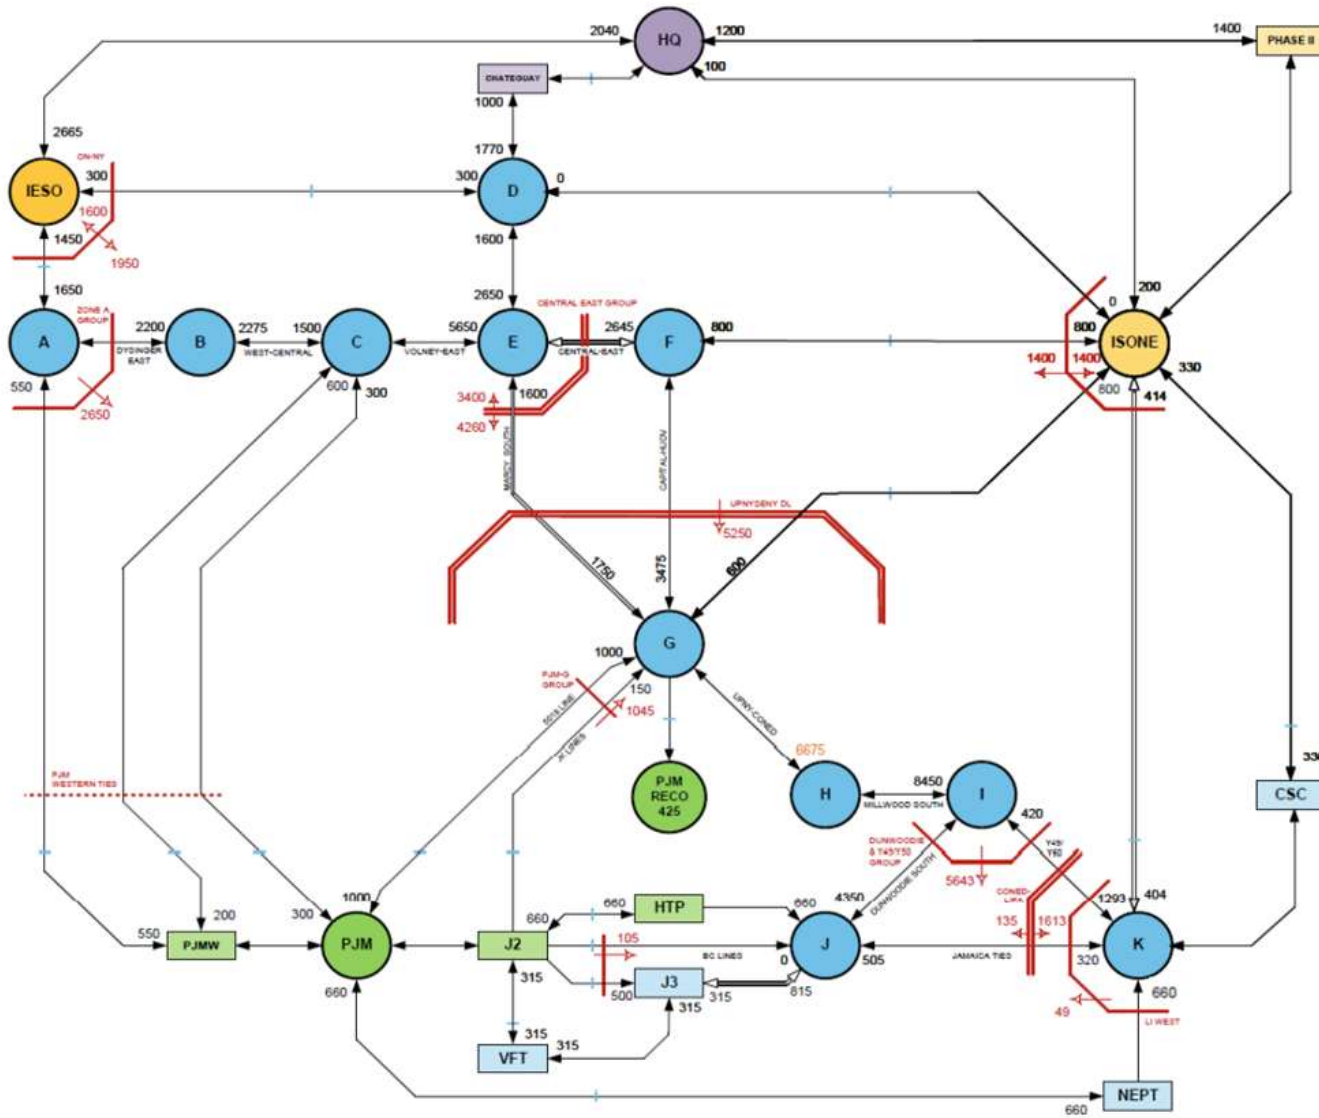 2040
HQ
1200
1400
PHASE II
100
CHATEGUAY
1000
2665
1770
ON-NY
IESO
300
300
D
0
1600
1450
1950
1600
1650
2650
0
200
ZONE A
GROUP
CENTRAL EAST GROUP
A
2200
B
2275
1500
C
5650
E
2645
F
800
800
ISONE
DYSINGER
EAST
WEST-CENTRAL
VOLNEY-EAST
CENTRAL-EAST
1400
1400
330
550
600
300
1600
800
414
2650
3400
4260
MARCY SOUTH
CAPITAL-HUDV
UPNYSENY DL
5250
1750
3475
600
G
1000
PJM-G
GROUP
150
5018 LINE
1045
JK LINES
UPNY-CONED
6675
PJM
WESTERN TIES
PJM
RECO
425
H
8450
I
MILLWOOD SOUTH
330
CSC
420
DUNWOODIE
& Y49/Y50
GROUP
Y49/
Y50
5643
DUNWOODIE SOUTH
CONED-
LIPA
1000
660
HTP
660
4350
1293
404
550
200
300
660
135
1613
PJMW
PJM
J2
105
BC LINES
J
JAMAICA TIES
K
0
505
320
660
315
500
J3
315
815
660
315
49
LI WEST
315
VFT
315
NEPT
660